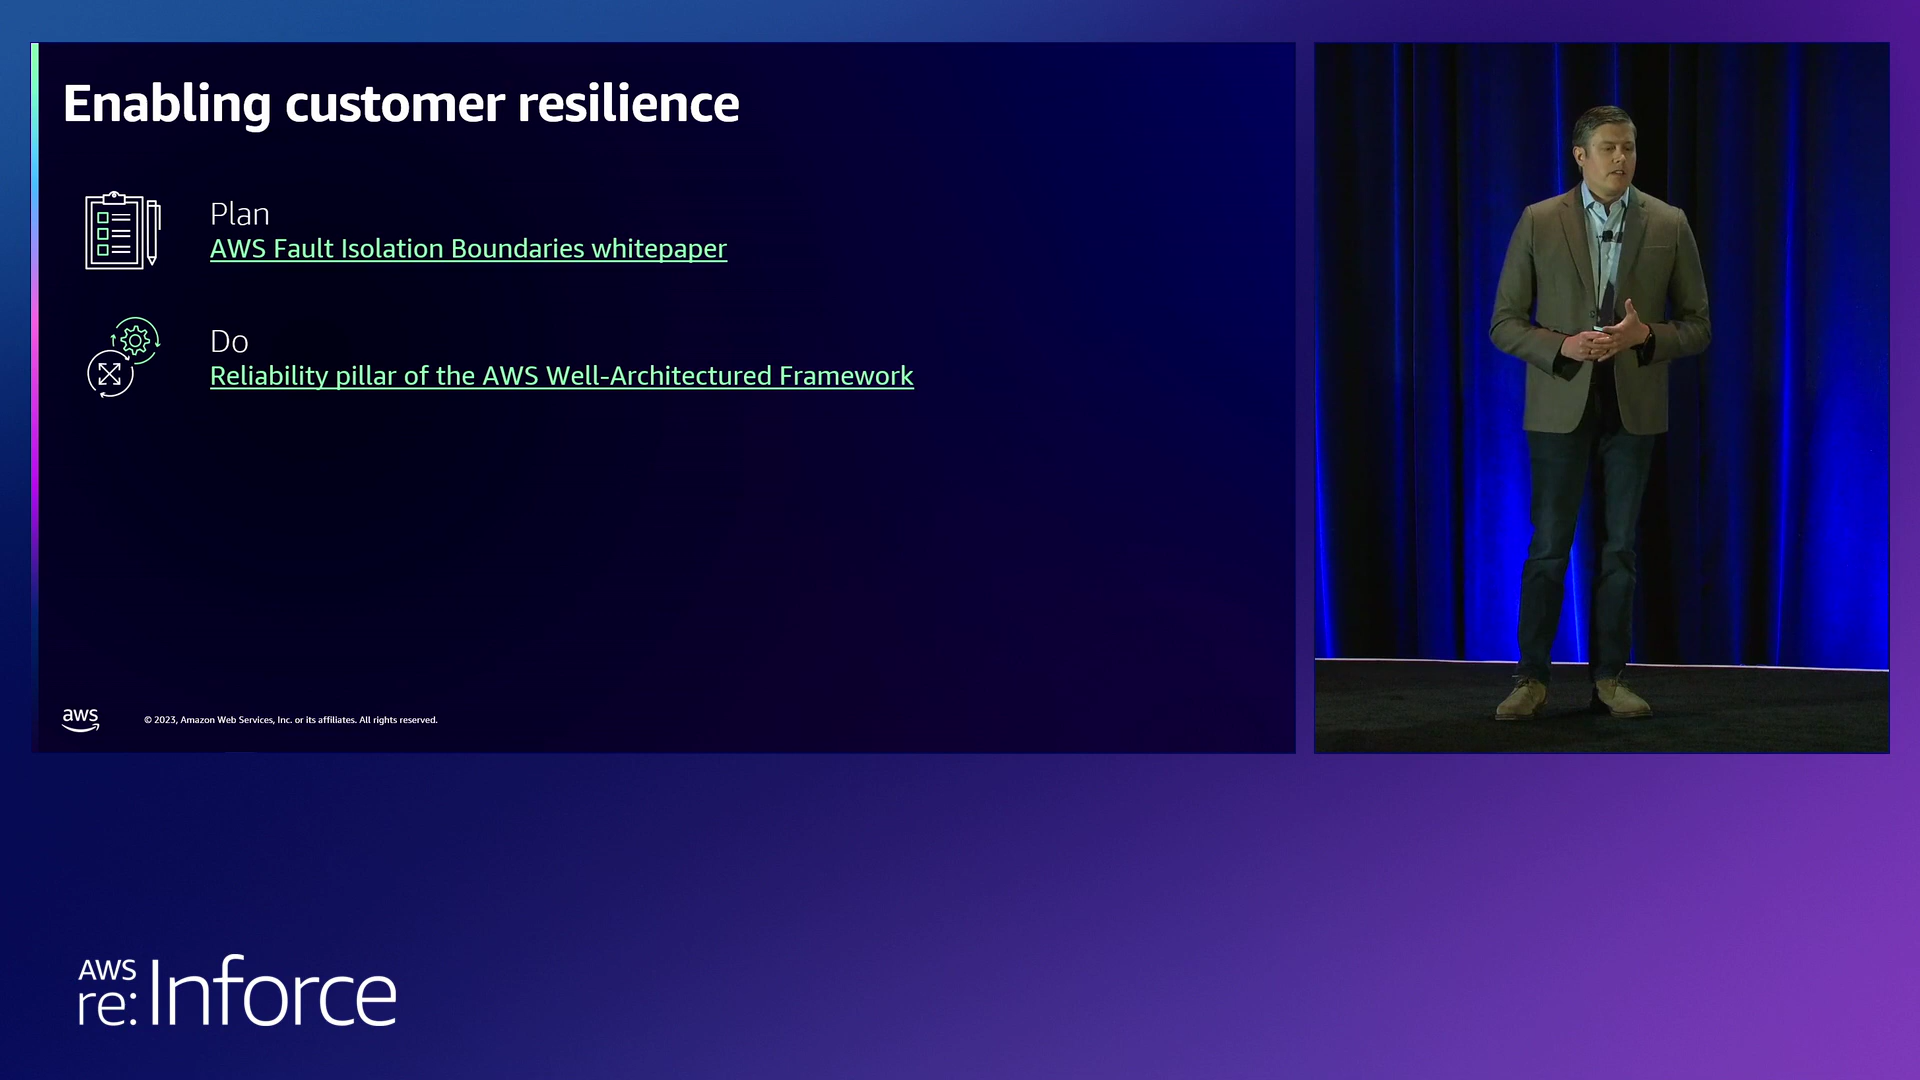 Enabling customer resilience
Plan
AWS Fault Isolation Boundaries whitepaper
Do
Reliability pillar of the AWS Well-Architectured Framework
aws
© 2023, Amazon Web Services, Inc. or its affiliates. All rights reserved.
AWS
re:Inforce